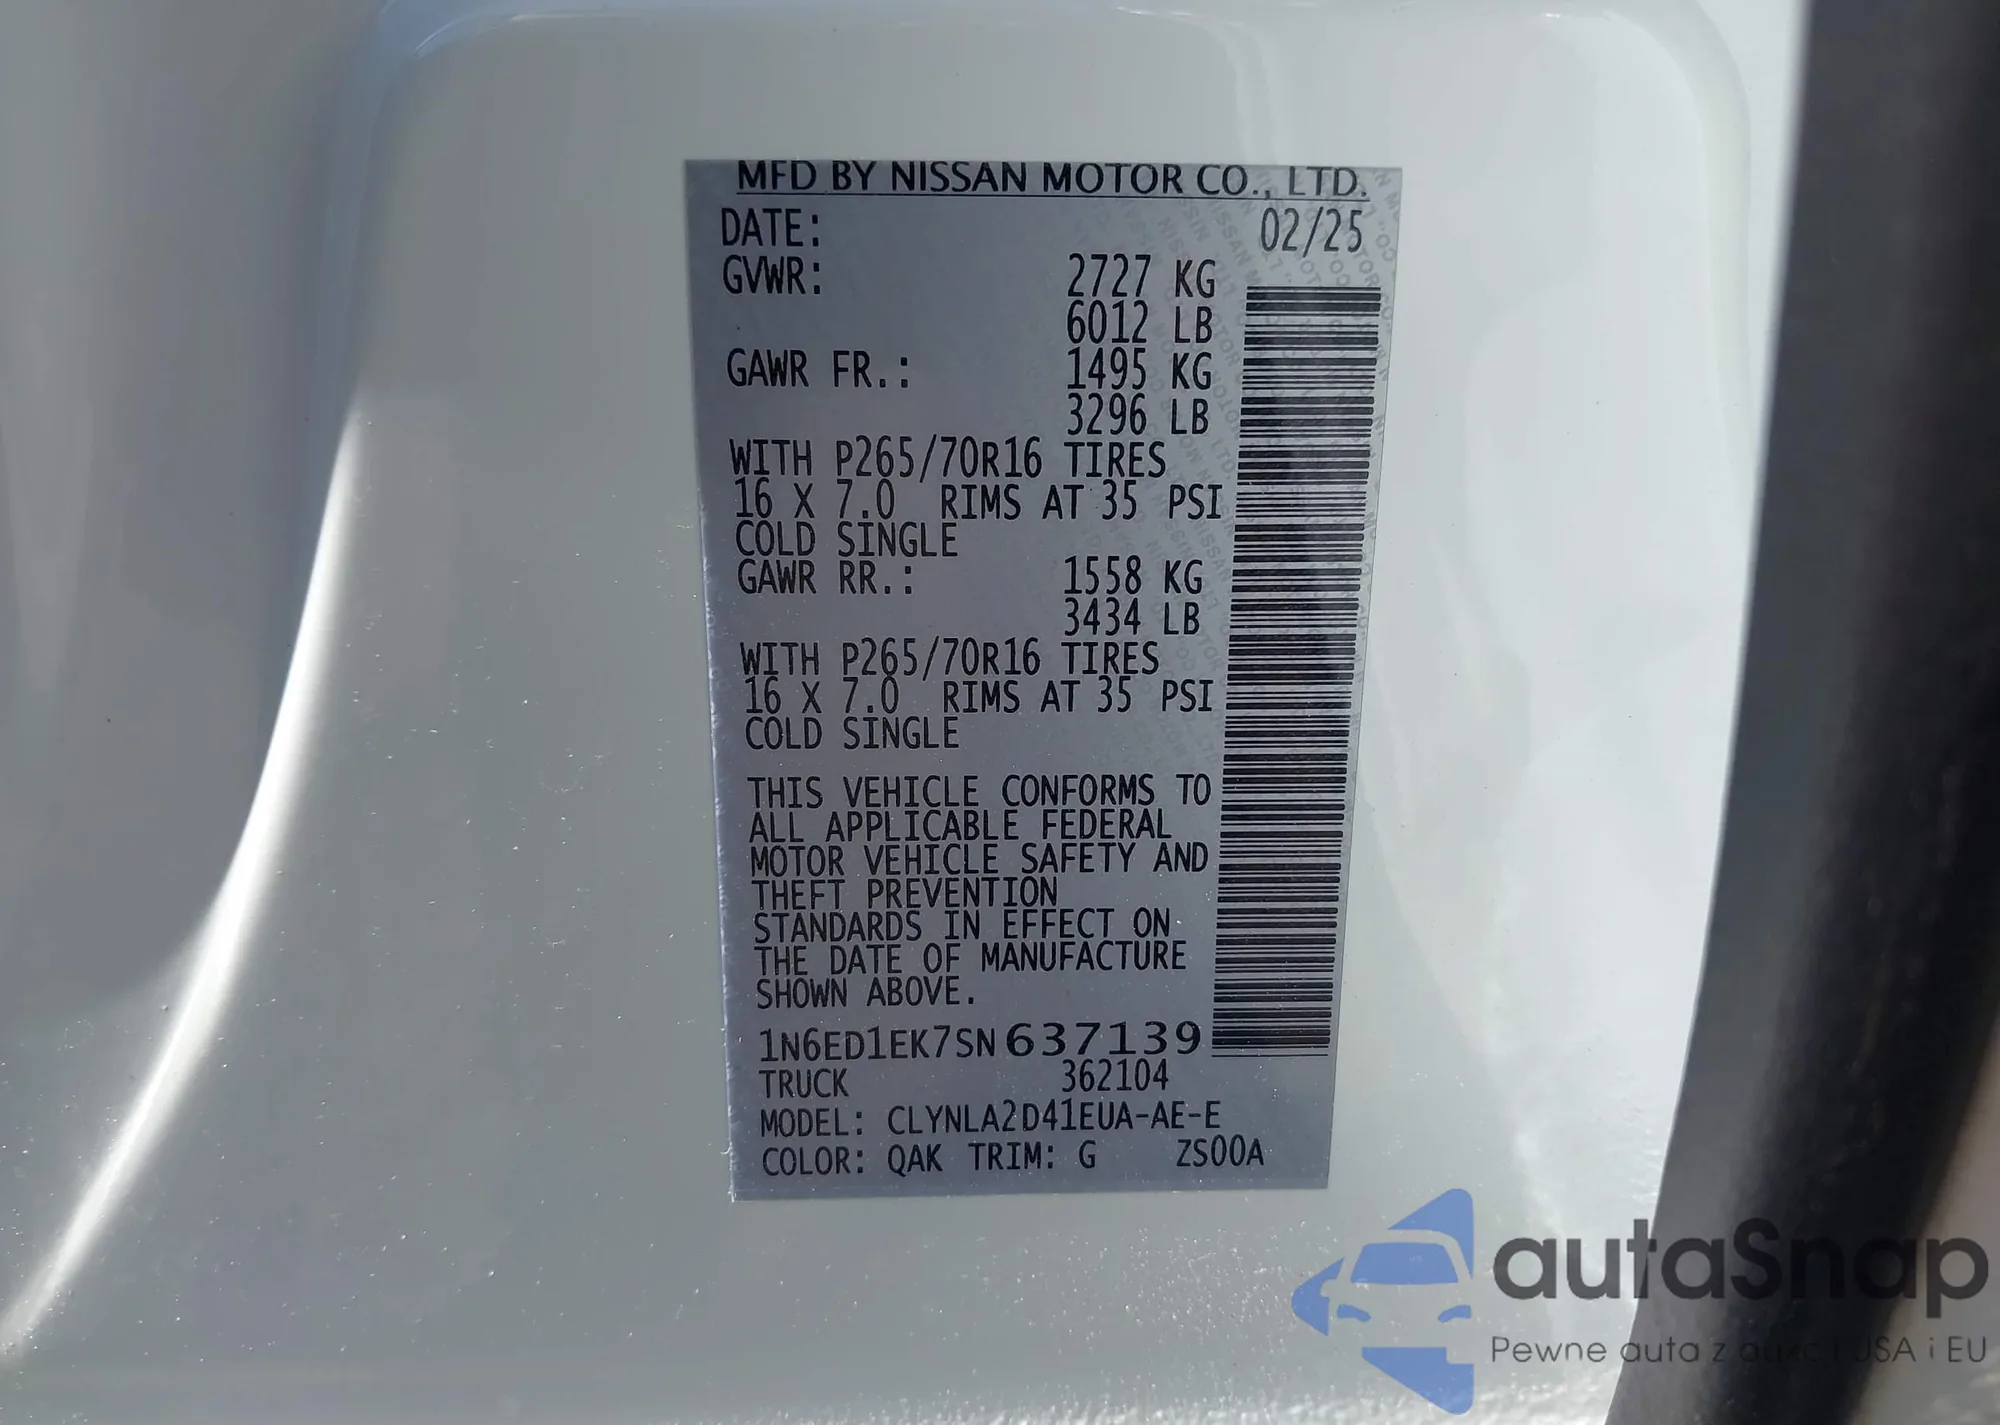 MFD BY NISSAN MOTOR CO., LTD.
DATE: 02/25
GVWR: 2727 KG
6012 LB
GAWR FR.: 1495 KG
3296 LB
WITH P265/70R16 TIRES
16 X 7.0 RIMS AT 35 PSI
COLD SINGLE
GAWR RR.: 1558 KG
3434 LB
WITH P265/70R16 TIRES
16 X 7.0 RIMS AT 35 PSI
COLD SINGLE
THIS VEHICLE CONFORMS TO
ALL APPLICABLE FEDERAL
MOTOR VEHICLE SAFETY AND
THEFT PREVENTION
STANDARDS IN EFFECT ON
THE DATE OF MANUFACTURE
SHOWN ABOVE.
1N6ED1EK7SN637139
TRUCK 362104
MODEL: CLYNLA2D41EUA-AE-E
COLOR: QAK TRIM: G ZS00A
autaSnap
Pewne auta z aukcji USA i EU